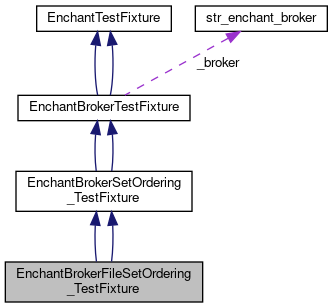 EnchantTestFixture
str_enchant_broker
_broker
EnchantBrokerTestFixture
EnchantBrokerSetOrdering
_TestFixture
EnchantBrokerFileSetOrdering
_TestFixture